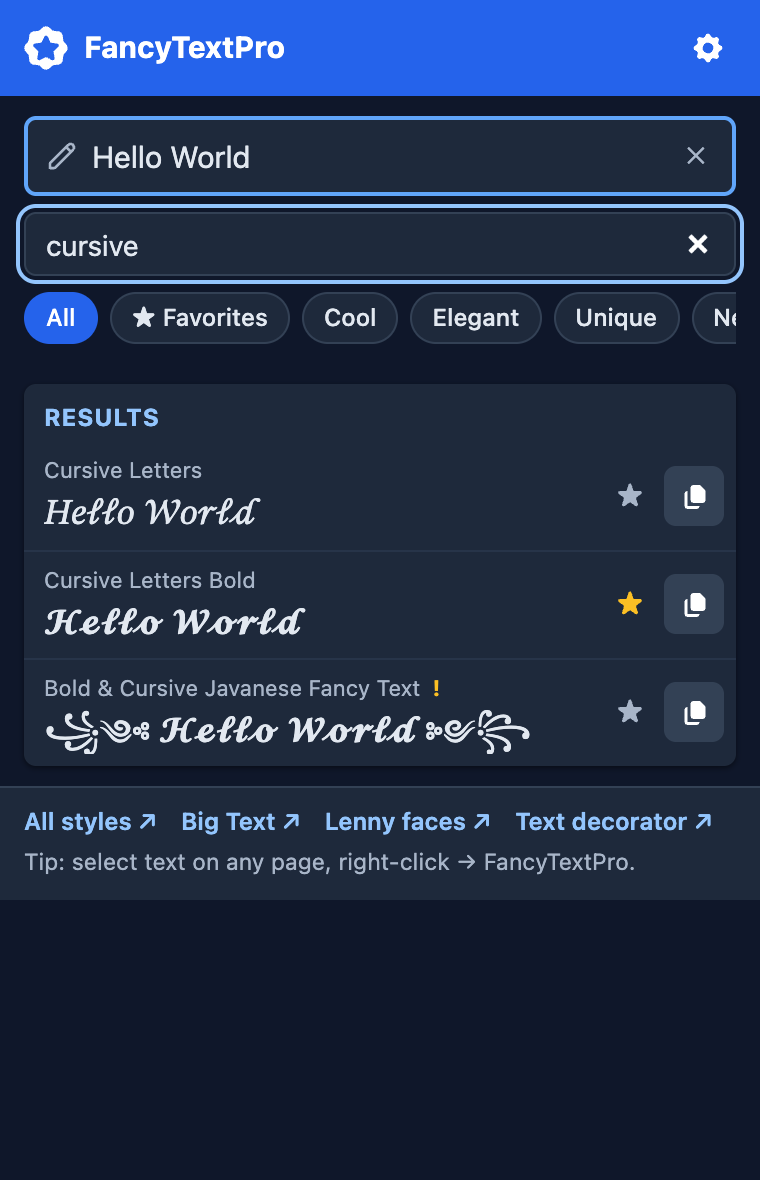 FancyTextPro
Hello World
cursive
All
★ Favorites
Cool
Elegant
Unique
RESULTS
Cursive Letters
𝐻𝑒𝓁𝓁𝑜 𝒲𝑜𝓇𝓁𝒹
Cursive Letters Bold
𝓗𝓮𝓵𝓵𝓸 𝓦𝓸𝓻𝓵𝓭
Bold & Cursive Javanese Fancy Text !
꧁༺ 𝓗𝓮𝓵𝓵𝓸 𝓦𝓸𝓻𝓵𝓭 ༻꧂
All styles ↗ Big Text ↗ Lenny faces ↗ Text decorator ↗
Tip: select text on any page, right-click → FancyTextPro.